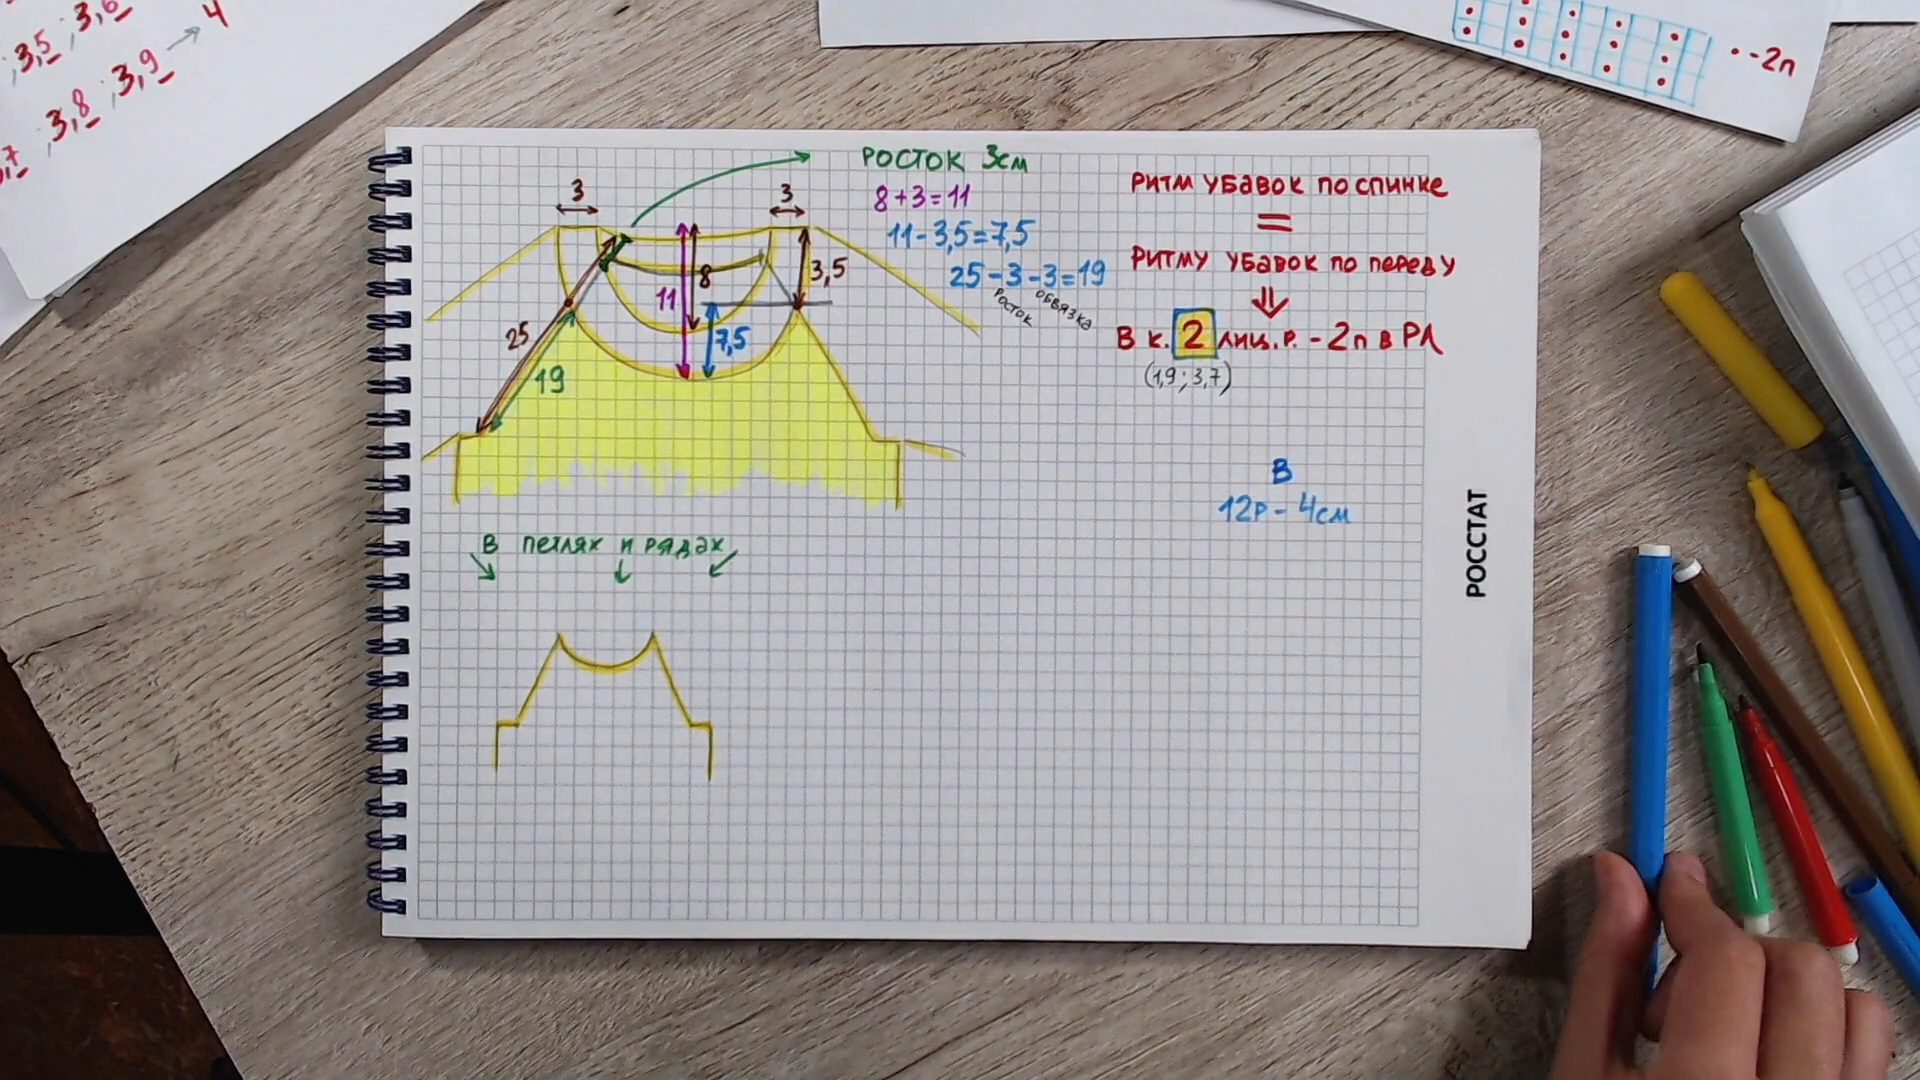 3,5; 3,6
3,8; 3,9 → 4
,7
• - 2п
РОСТОК 3см
8+3=11
11-3,5=7,5
25-3-3=19
РОСТОК
ОБВЯЗКА
3
3
8
3,5
11
7,5
25
19
РИТМ УБАВОК ПО СПИНКЕ
=
РИТМУ УБАВОК ПО ПЕРЕДУ
В К. 2 ЛИЦ. Р. - 2п В РЛ
(1,9; 3,7)
В
12Р - 4см
В ПЕТЛЯХ И РЯДАХ
РОССТАТ